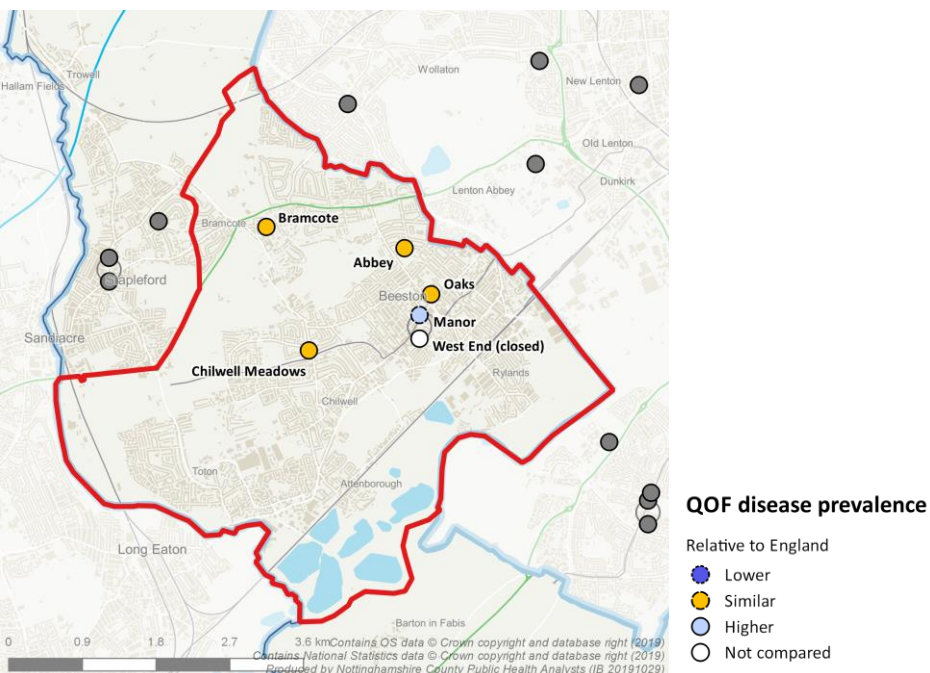 Trowell
Hallam Fields
Wollaton
New Lenton
Old Lenton
Dunkirk
Lenton Abbey
Bramcote
Bramcote
Abbey
Stapleford
Oaks
Beeston
Manor
West End (closed)
Sandiacre
Chilwell Meadows
Rylands
Chilwell
Toton
Attenborough
Long Eaton
Barton in Fabis
0 0.9 1.8 2.7 3.6 km
Contains OS data © Crown copyright and database right (2019)
Contains National Statistics data © Crown copyright and database right (2019)
Produced by Nottinghamshire County Public Health Analysts (IB 20191029)
QOF disease prevalence
Relative to England
Lower
Similar
Higher
Not compared